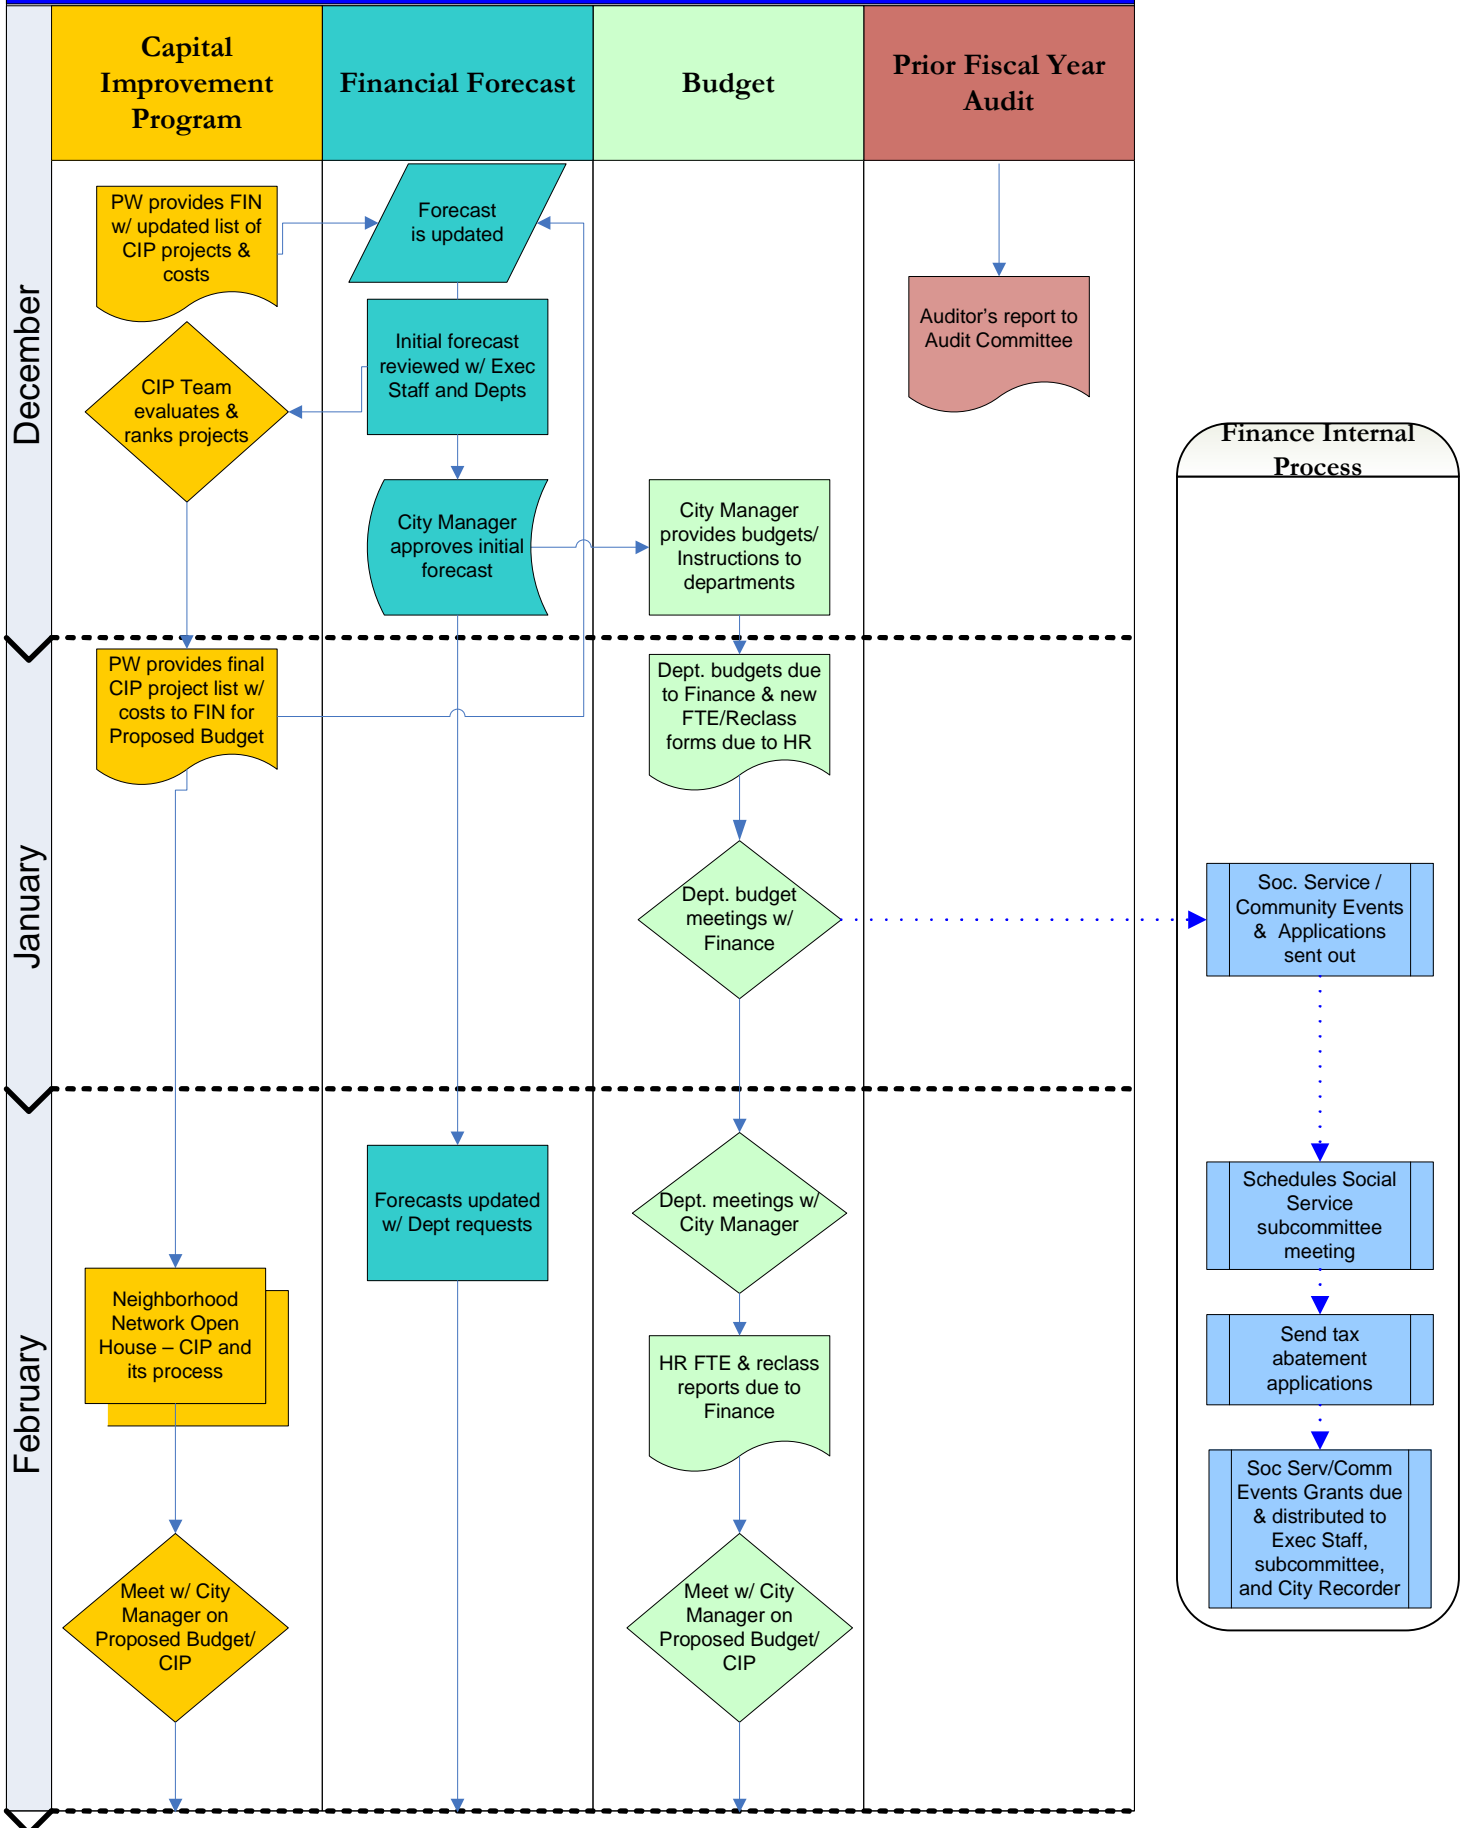 Capital
Improvement
Program
Financial Forecast
Budget
Prior Fiscal Year
Audit
December
PW provides FIN
w/ updated list of
CIP projects &
costs
Forecast
is updated
Auditor's report to
Audit Committee
Initial forecast
reviewed w/ Exec
Staff and Depts
CIP Team
evaluates &
ranks projects
City Manager
approves initial
forecast
City Manager
provides budgets/
Instructions to
departments
Finance Internal
Process
January
PW provides final
CIP project list w/
costs to FIN for
Proposed Budget
Dept. budgets due
to Finance & new
FTE/Reclass
forms due to HR
Dept. budget
meetings w/
Finance
Soc. Service /
Community Events
& Applications
sent out
February
Forecasts updated
w/ Dept requests
Dept. meetings w/
City Manager
Schedules Social
Service
subcommittee
meeting
Neighborhood
Network Open
House – CIP and
its process
HR FTE & reclass
reports due to
Finance
Send tax
abatement
applications
Soc Serv/Comm
Events Grants due
& distributed to
Exec Staff,
subcommittee,
and City Recorder
Meet w/ City
Manager on
Proposed Budget/
CIP
Meet w/ City
Manager on
Proposed Budget/
CIP